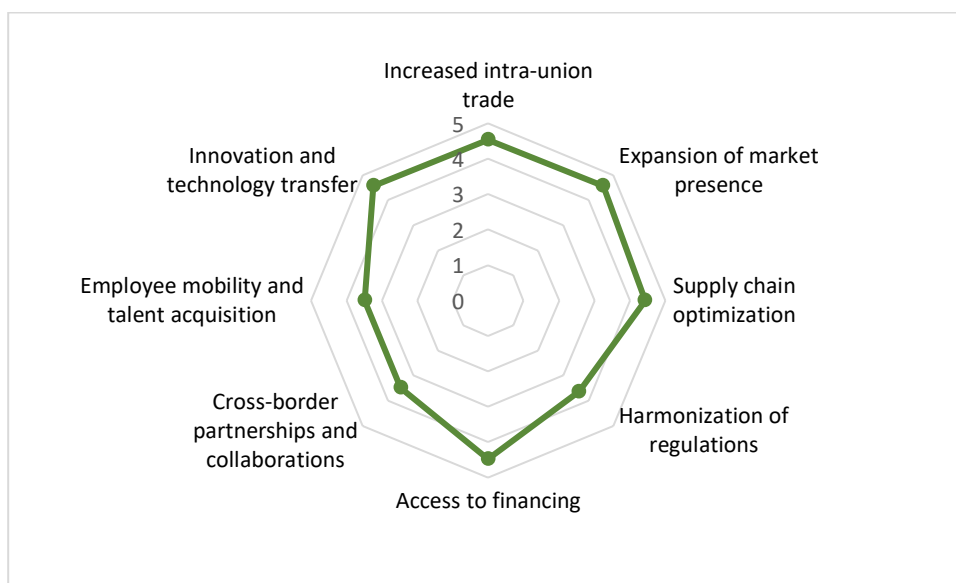 Increased intra-union
trade
Expansion of market
presence
Supply chain
optimization
Harmonization of
regulations
Access to financing
Cross-border
partnerships and
collaborations
Employee mobility and
talent acquisition
Innovation and
technology transfer
5
4
3
2
1
0